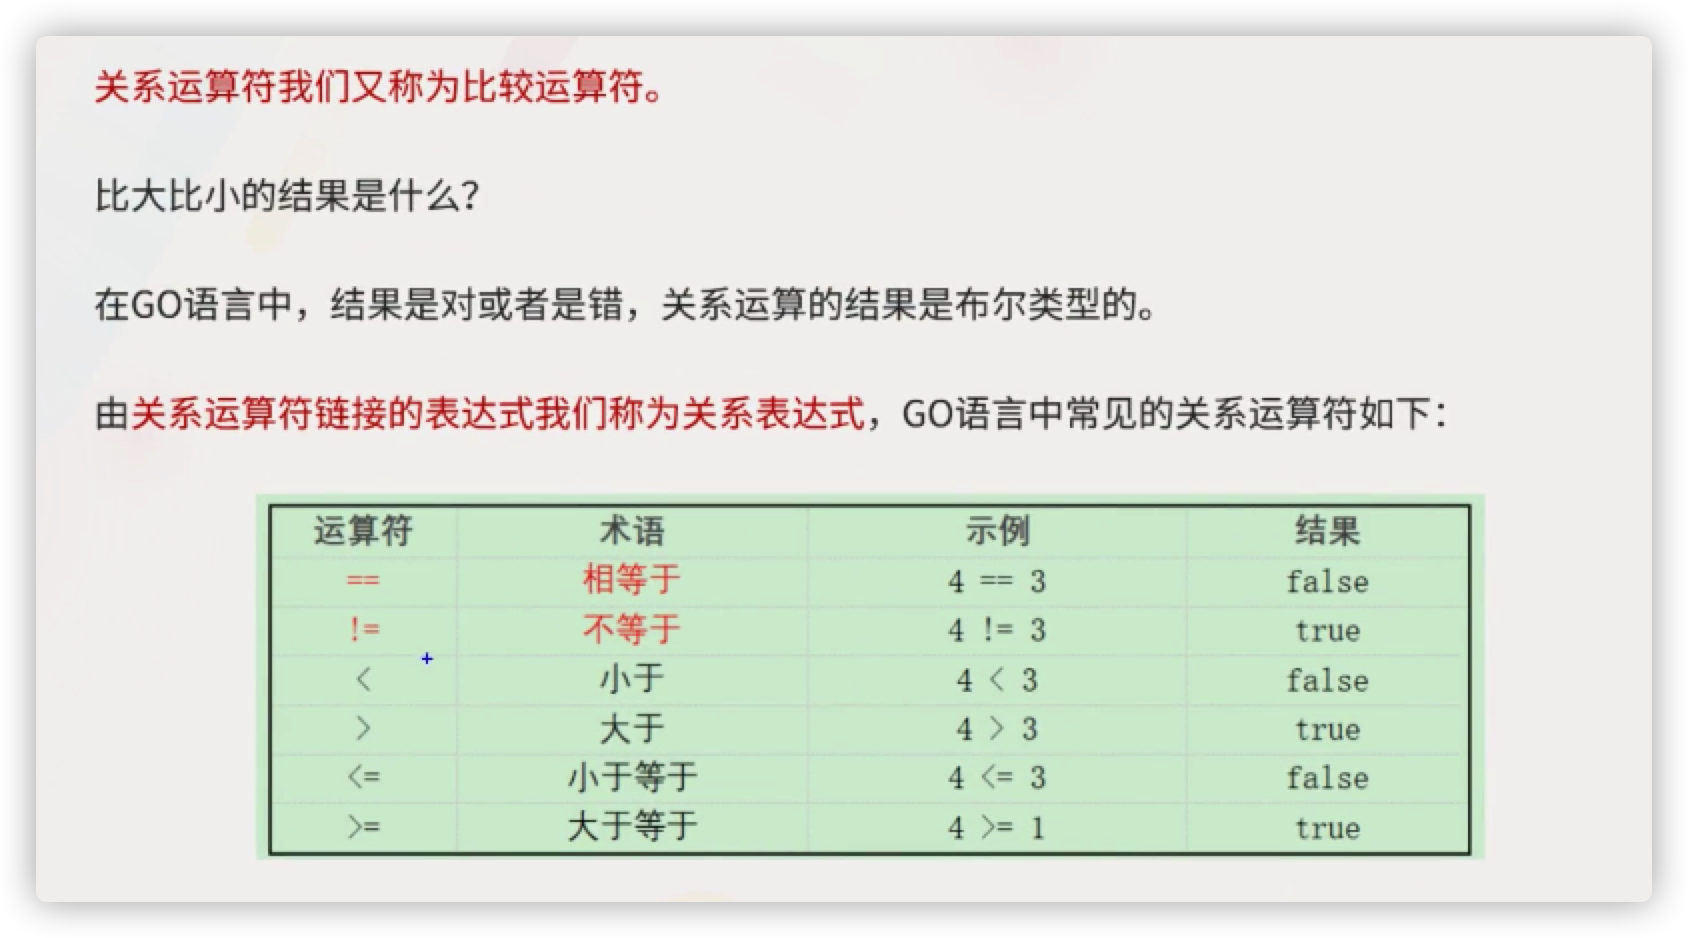 关系运算符我们又称为比较运算符。
比大比小的结果是什么？
在GO语言中，结果是对或者是错，关系运算的结果是布尔类型的。
由关系运算符链接的表达式我们称为关系表达式，GO语言中常见的关系运算符如下：
运算符 术语 示例 结果
== 相等于 4 == 3 false
!= 不等于 4 != 3 true
< 小于 4 < 3 false
> 大于 4 > 3 true
<= 小于等于 4 <= 3 false
>= 大于等于 4 >= 1 true